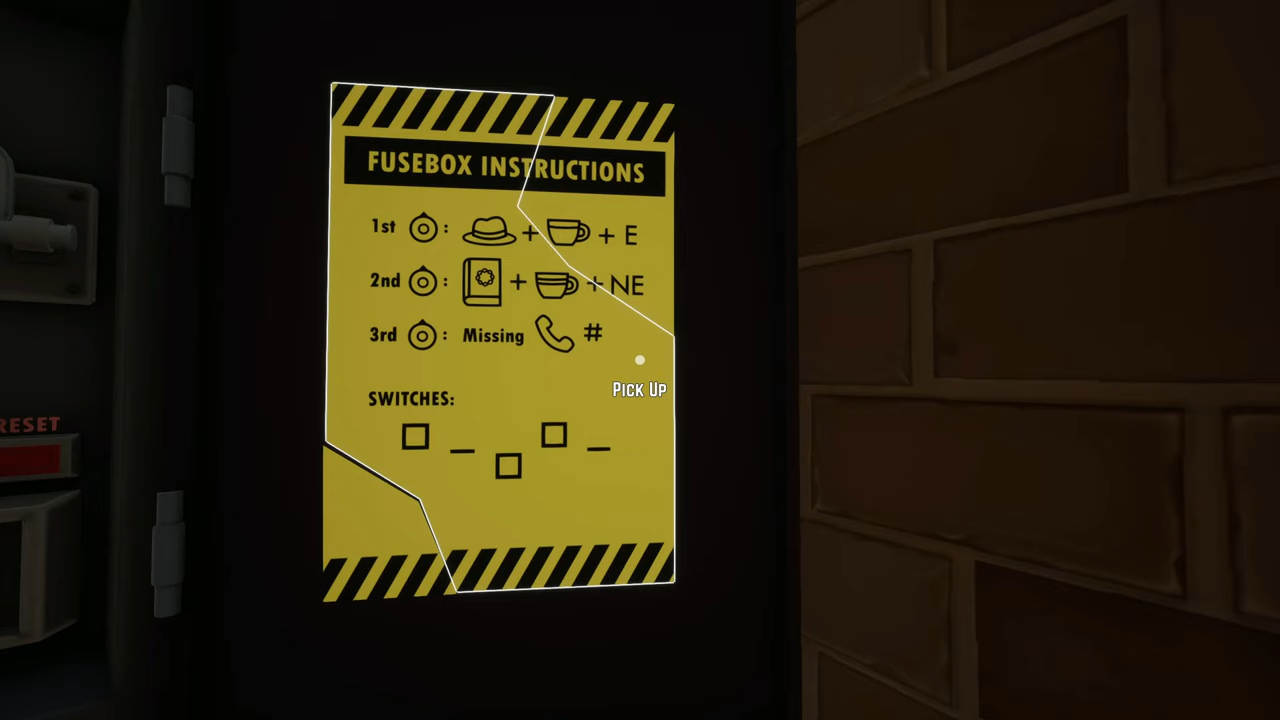 FUSEBOX INSTRUCTIONS
1st : + + E
2nd : + + NE
3rd : Missing #
PICK UP
SWITCHES:
RESET